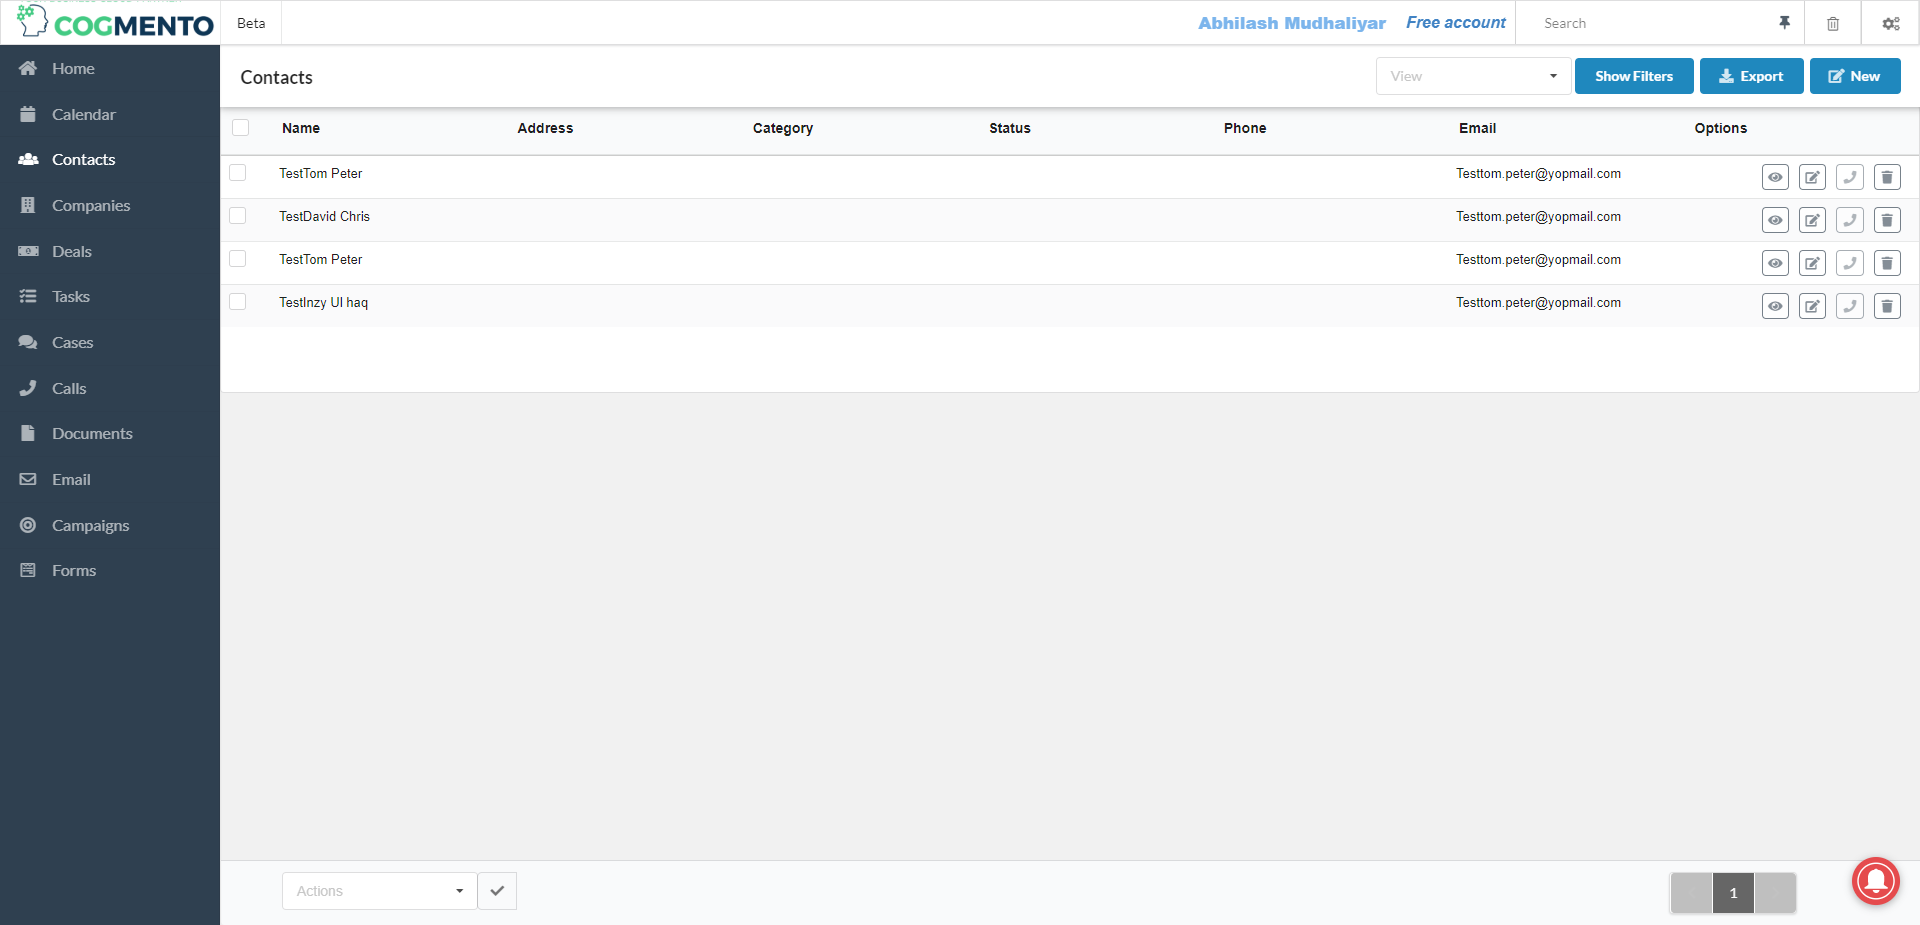 COGMENTO
Beta
Abhilash Mudhaliyar
Free account
Search
Home
Calendar
Contacts
Companies
Deals
Tasks
Cases
Calls
Documents
Email
Campaigns
Forms
Contacts
View
Show Filters
Export
New
Name Address Category Status Phone Email Options
TestTom Peter Testtom.peter@yopmail.com
TestDavid Chris Testtom.peter@yopmail.com
TestTom Peter Testtom.peter@yopmail.com
TestInzy Ul haq Testtom.peter@yopmail.com
Actions
1